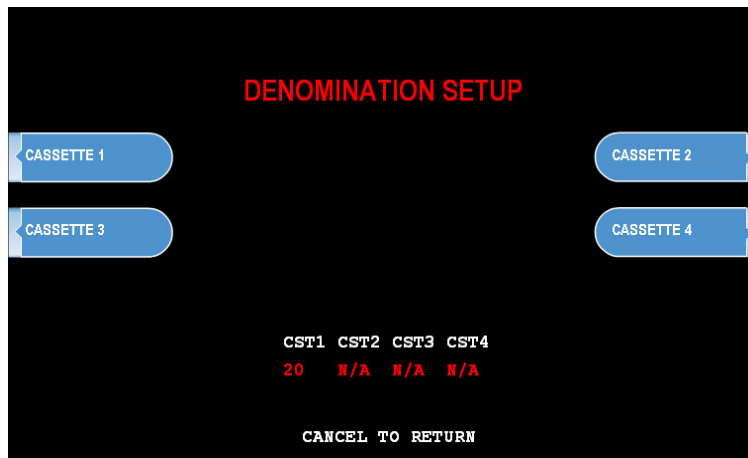 DENOMINATION SETUP
CASSETTE 1
CASSETTE 2
CASSETTE 3
CASSETTE 4
CST1 CST2 CST3 CST4
20 N/A N/A N/A
CANCEL TO RETURN